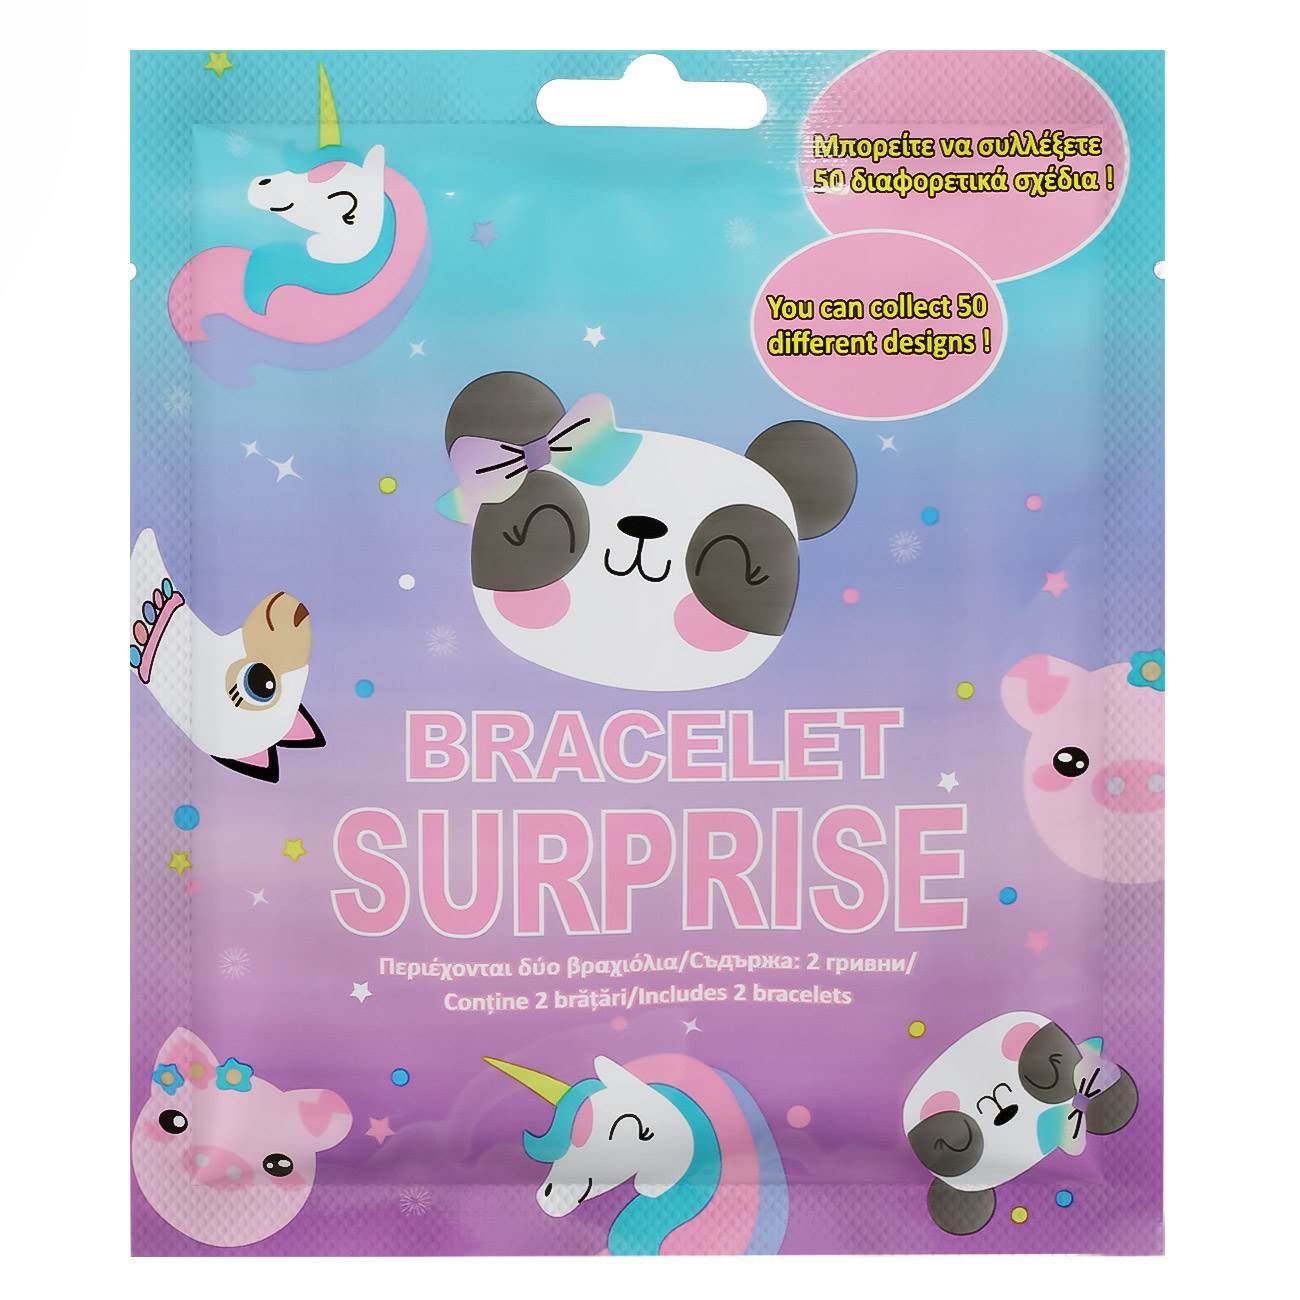 Μπορείτε να συλλέξετε
50 διαφορετικά σχέδια !
You can collect 50
different designs !
BRACELET
SURPRISE
Περιέχονται δύο βραχιόλια/Съдържа: 2 гривни/
Conține 2 brățări/Includes 2 bracelets